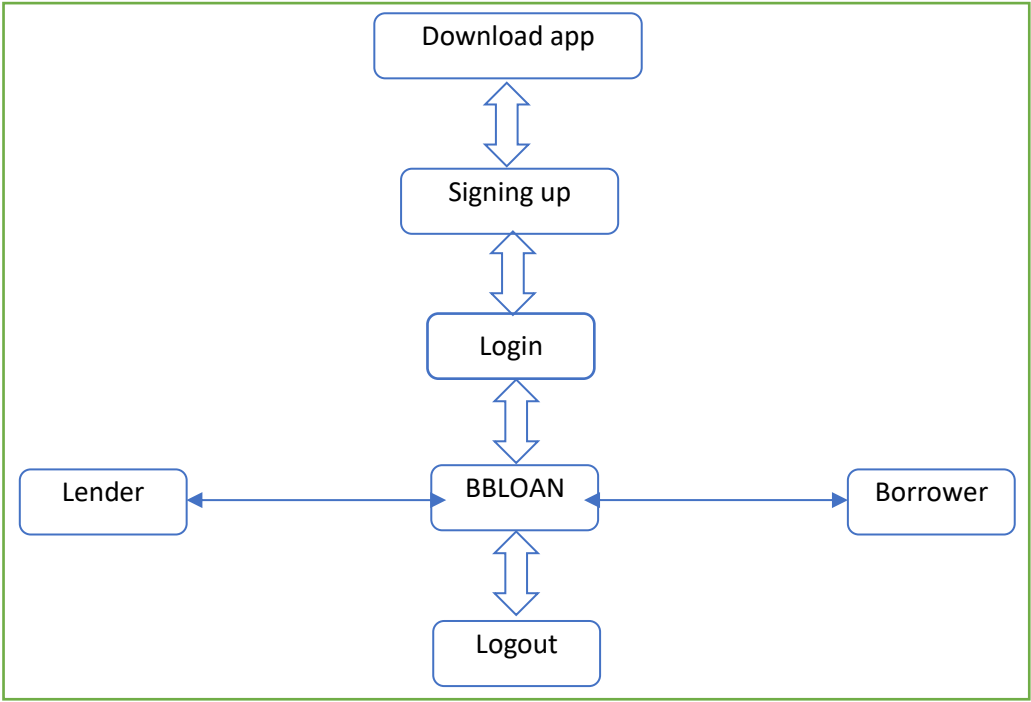 Download app
Signing up
Login
Lender
BBLOAN
Borrower
Logout